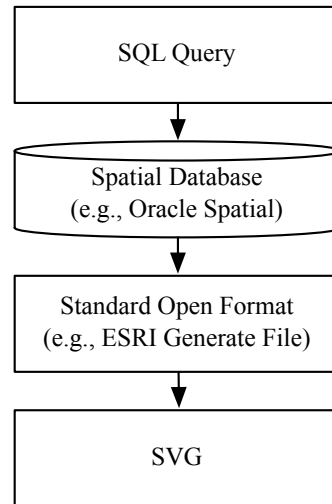 SQL Query
Spatial Database
(e.g., Oracle Spatial)
Standard Open Format
(e.g., ESRI Generate File)
SVG